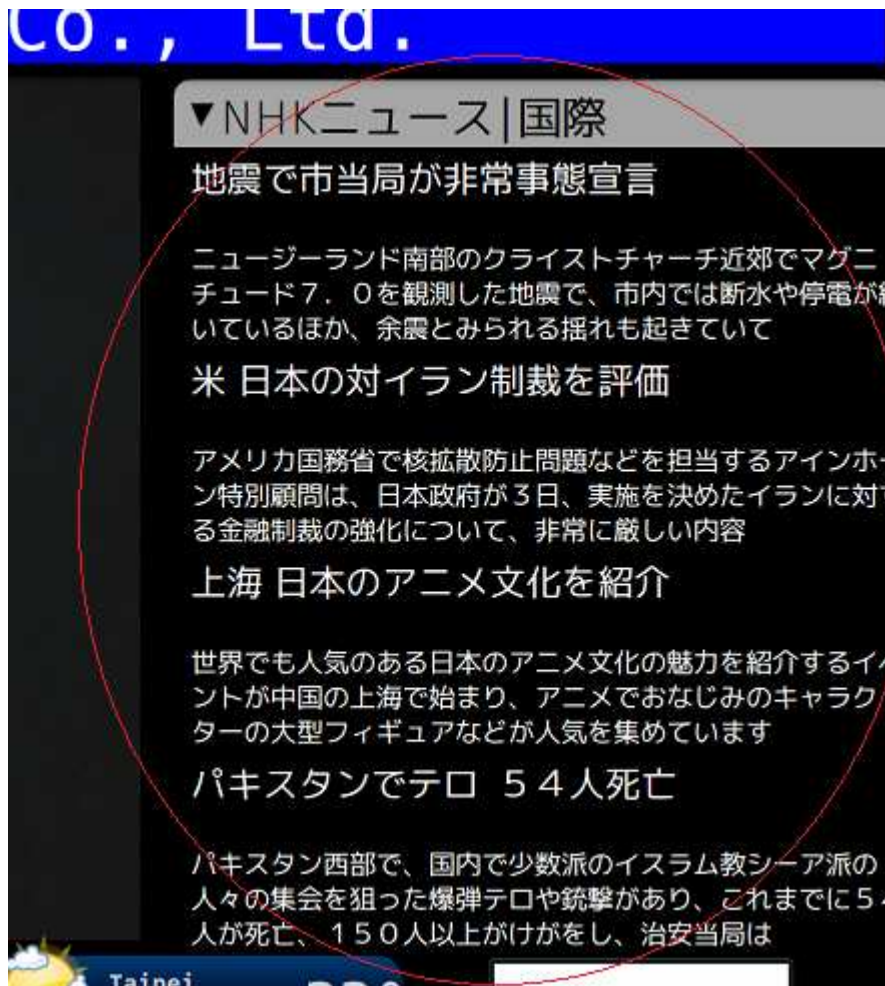 Co., Ltd.
▼NHKニュース|国際
地震で市当局が非常事態宣言
ニュージーランド南部のクライストチャーチ近郊でマグニ
チュード7.0を観測した地震で、市内では断水や停電が続
いているほか、余震とみられる揺れも起きていて
米 日本の対イラン制裁を評価
アメリカ国務省で核拡散防止問題などを担当するアインホー
ン特別顧問は、日本政府が3日、実施を決めたイランに対す
る金融制裁の強化について、非常に厳しい内容
上海 日本のアニメ文化を紹介
世界でも人気のある日本のアニメ文化の魅力を紹介するイベ
ントが中国の上海で始まり、アニメでおなじみのキャラク
ターの大型フィギュアなどが人気を集めています
パキスタンでテロ 54人死亡
パキスタン西部で、国内で少数派のイスラム教シーア派の
人々の集会を狙った爆弾テロや銃撃があり、これまでに54
人が死亡、150人以上がけがをし、治安当局は
Taipei